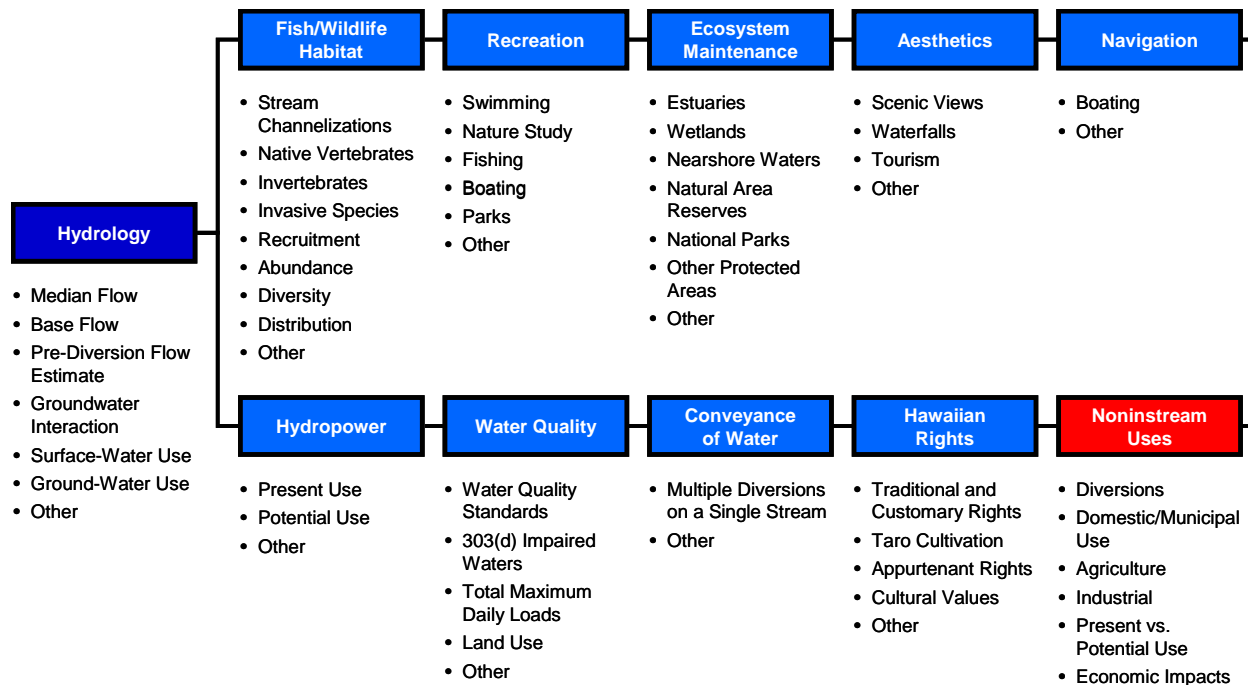 Hydrology
• Median Flow
• Base Flow
• Pre-Diversion Flow
Estimate
• Groundwater
Interaction
• Surface-Water Use
• Ground-Water Use
• Other
Fish/Wildlife
Habitat
• Stream
Channelizations
• Native Vertebrates
• Invertebrates
• Invasive Species
• Recruitment
• Abundance
• Diversity
• Distribution
• Other
Recreation
• Swimming
• Nature Study
• Fishing
• Boating
• Parks
• Other
Ecosystem
Maintenance
• Estuaries
• Wetlands
• Nearshore Waters
• Natural Area
Reserves
• National Parks
• Other Protected
Areas
• Other
Aesthetics
• Scenic Views
• Waterfalls
• Tourism
• Other
Navigation
• Boating
• Other
Hydropower
• Present Use
• Potential Use
• Other
Water Quality
• Water Quality
Standards
• 303(d) Impaired
Waters
• Total Maximum
Daily Loads
• Land Use
• Other
Conveyance
of Water
• Multiple Diversions
on a Single Stream
• Other
Hawaiian
Rights
• Traditional and
Customary Rights
• Taro Cultivation
• Appurtenant Rights
• Cultural Values
• Other
Noninstream
Uses
• Diversions
• Domestic/Municipal
Use
• Agriculture
• Industrial
• Present vs.
Potential Use
• Economic Impacts